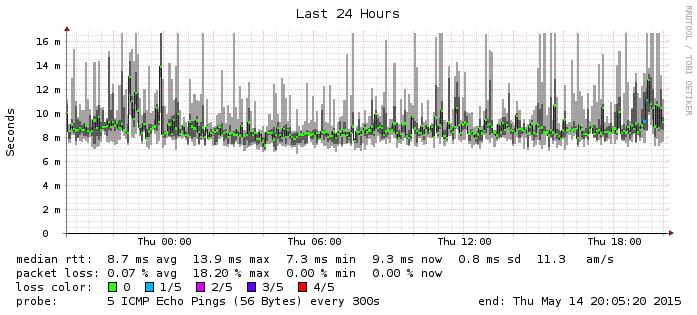 Last 24 Hours
RRDTOOL / TOBI OETIKER
Seconds
16 m
14 m
12 m
10 m
8 m
6 m
4 m
2 m
0
Thu 00:00 Thu 06:00 Thu 12:00 Thu 18:00
median rtt: 8.7 ms avg 13.9 ms max 7.3 ms min 9.3 ms now 0.8 ms sd 11.3 am/s
packet loss: 0.07 % avg 18.20 % max 0.00 % min 0.00 % now
loss color: 0 1/5 2/5 3/5 4/5
probe: 5 ICMP Echo Pings (56 Bytes) every 300s end: Thu May 14 20:05:20 2015